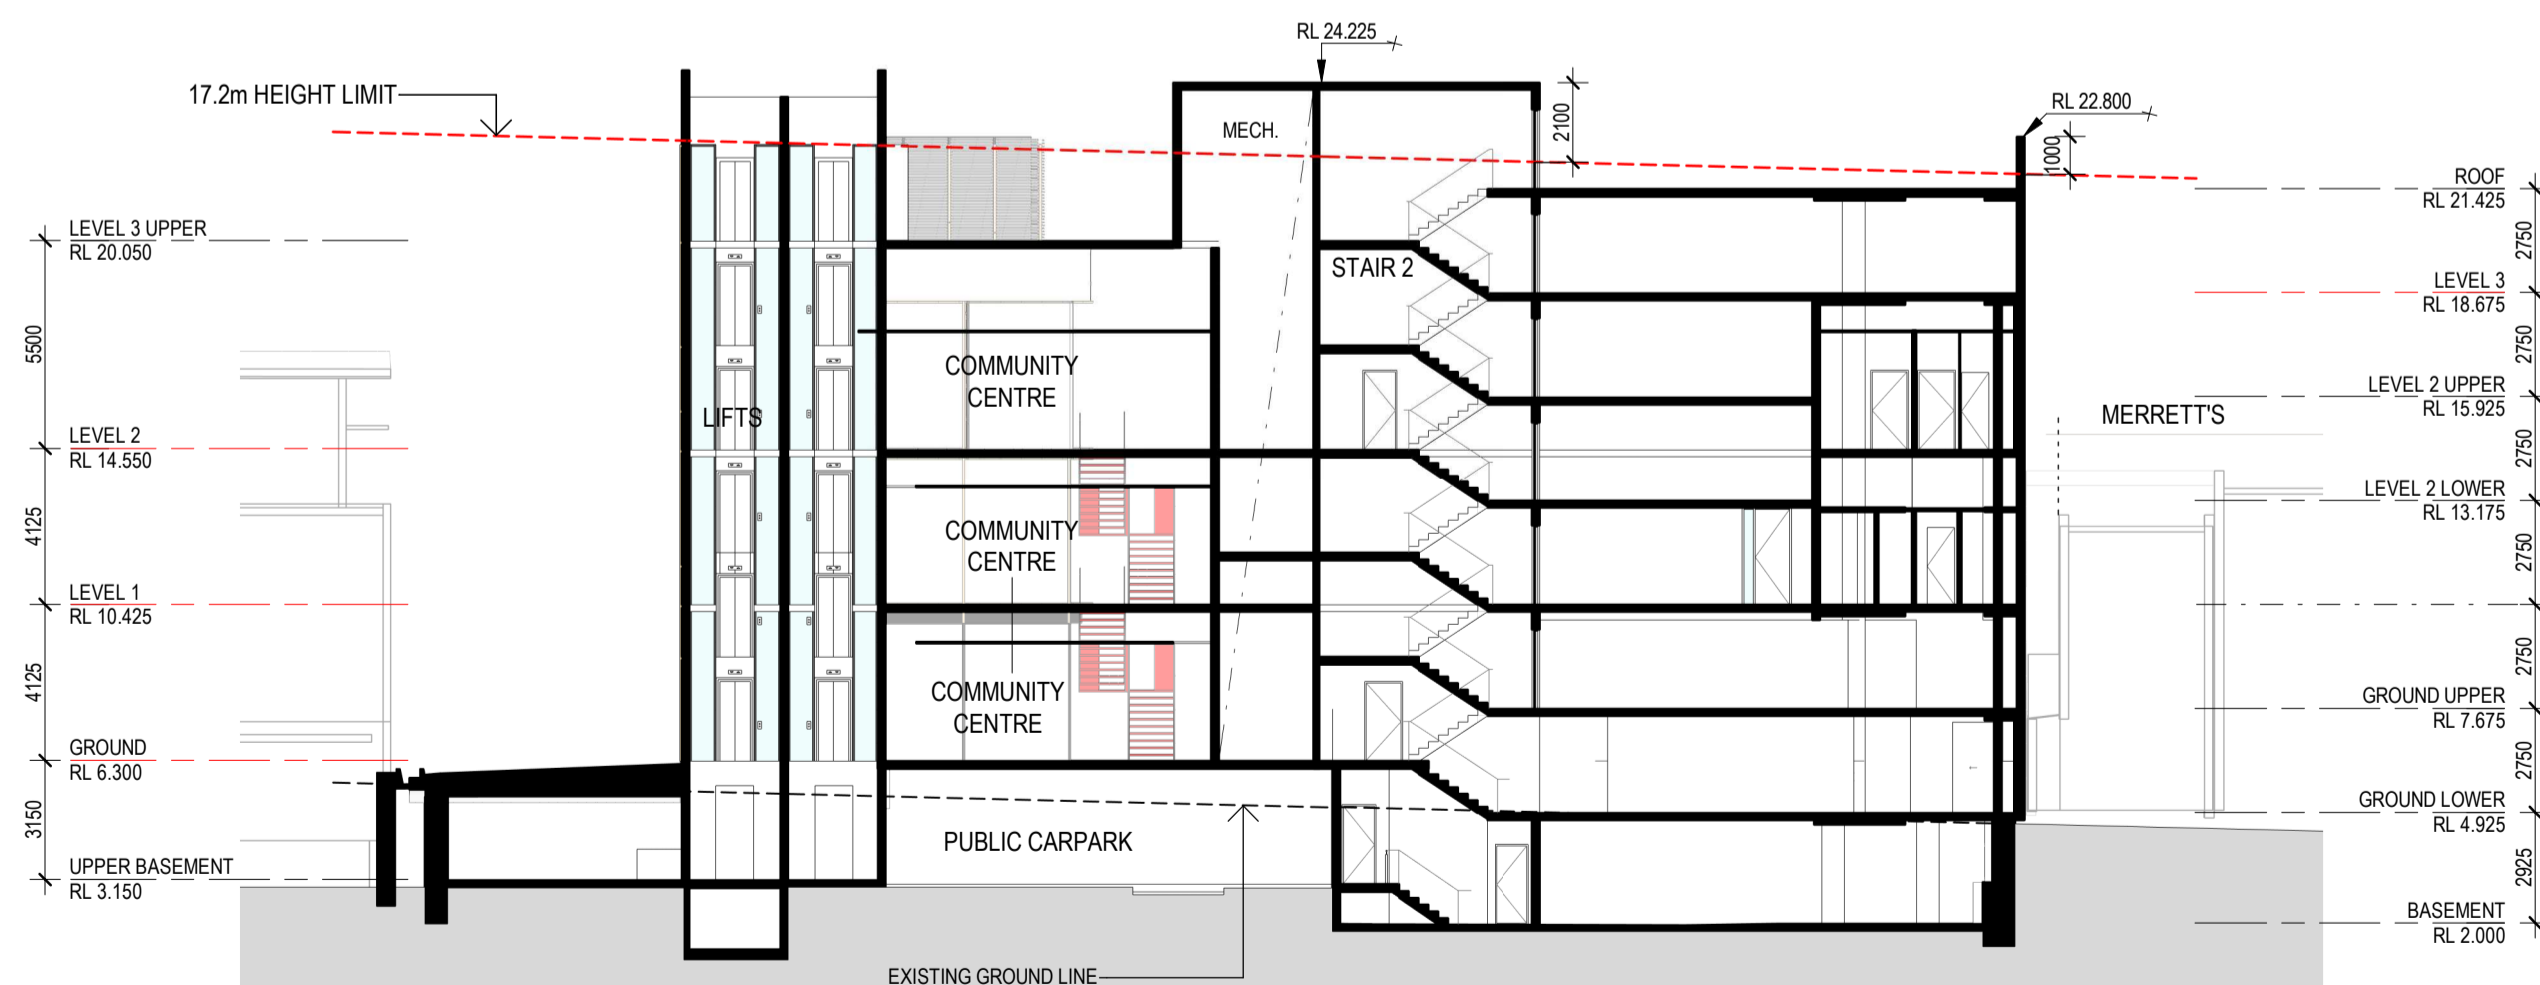 RL 24.225
17.2m HEIGHT LIMIT
RL 22.800
2100
MECH.
1000
ROOF
RL 21.425
LEVEL 3 UPPER
RL 20.050
2750
STAIR 2
LEVEL 3
RL 18.675
5500
2750
COMMUNITY
CENTRE
LEVEL 2 UPPER
RL 15.925
LIFTS
MERRETT'S
LEVEL 2
RL 14.550
2750
LEVEL 2 LOWER
RL 13.175
4125
COMMUNITY
CENTRE
2750
LEVEL 1
RL 10.425
4125
2750
COMMUNITY
CENTRE
GROUND UPPER
RL 7.675
GROUND
RL 6.300
2750
GROUND LOWER
RL 4.925
3150
PUBLIC CARPARK
2925
UPPER BASEMENT
RL 3.150
BASEMENT
RL 2.000
EXISTING GROUND LINE